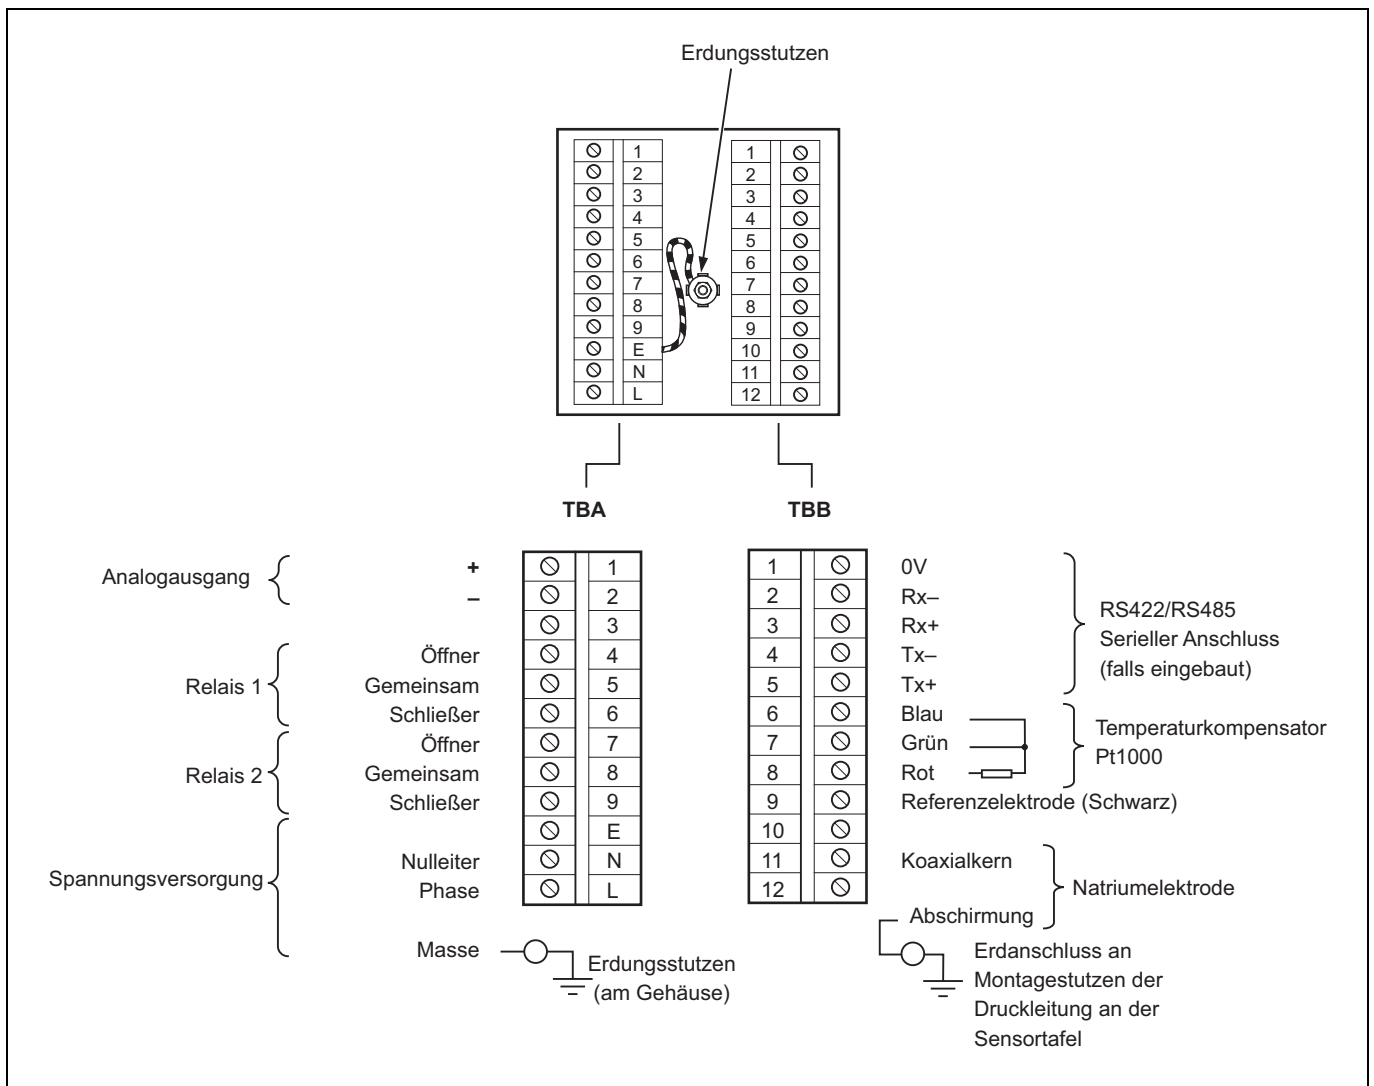 Erdungsstutzen
1 1
2 2
3 3
4 4
5 5
6 6
7 7
8 8
9 9
E 10
N 11
L 12
TBA TBB
Analogausgang
+ 1
– 2
3
Relais 1
Öffner 4
Gemeinsam 5
Schließer 6
Relais 2
Öffner 7
Gemeinsam 8
Schließer 9
Spannungsversorgung
E
Nulleiter N
Phase L
Masse
Erdungsstutzen
(am Gehäuse)
1 0V
2 Rx–
3 Rx+
4 Tx–
5 Tx+
RS422/RS485
Serieller Anschluss
(falls eingebaut)
6 Blau
7 Grün
8 Rot
Temperaturkompensator
Pt1000
9 Referenzelektrode (Schwarz)
10
11 Koaxialkern
12
Abschirmung
Natriumelektrode
Erdanschluss an
Montagestutzen der
Druckleitung an der
Sensortafel